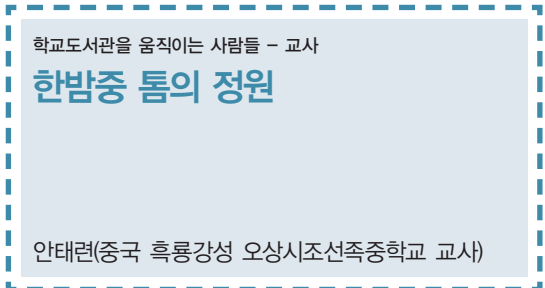 학교도서관을 움직이는 사람들 – 교사
한밤중 톰의 정원
안태련(중국 흑룡강성 오상시조선족중학교 교사)